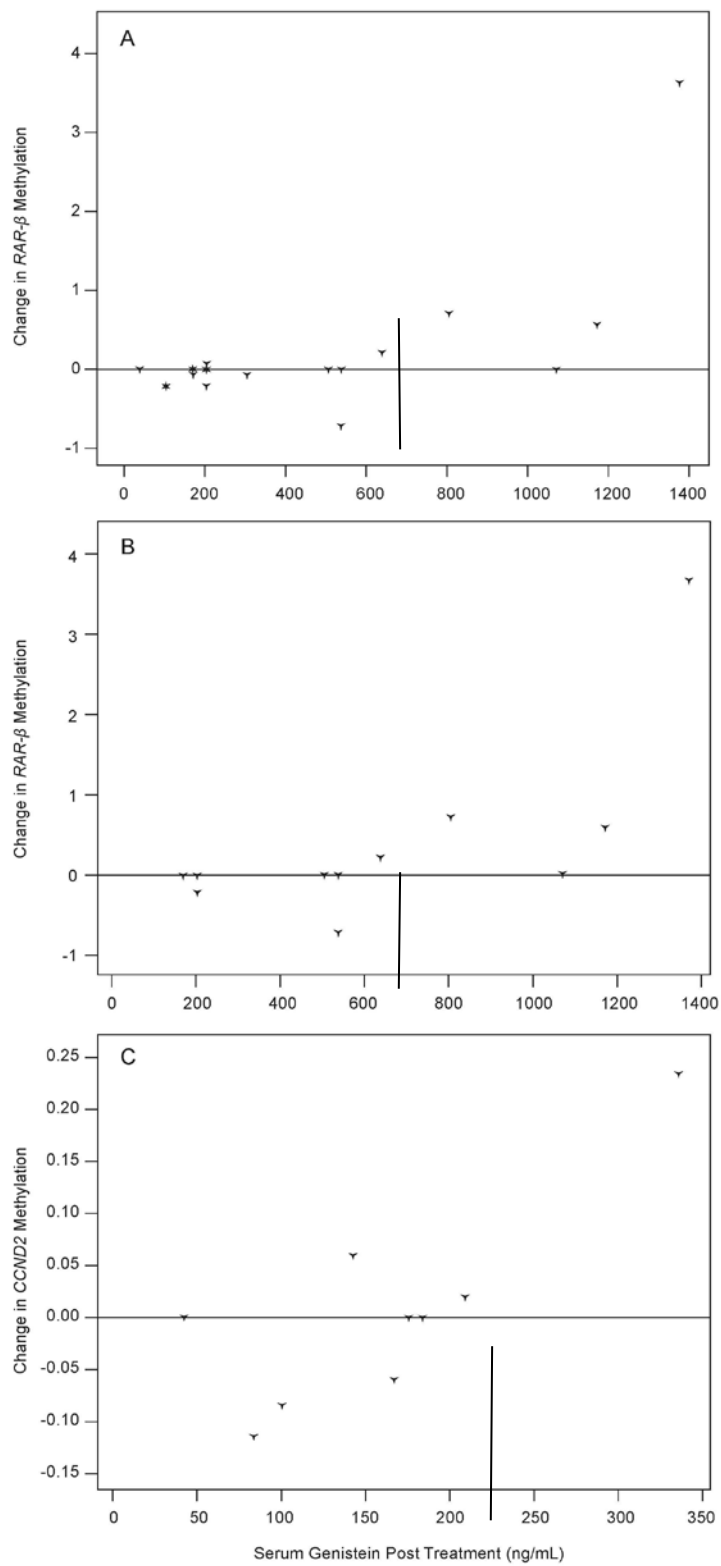 A
Change in RAR-β Methylation
4
3
2
1
0
-1
0 200 400 600 800 1000 1200 1400
B
Change in RAR-β Methylation
4
3
2
1
0
-1
0 200 400 600 800 1000 1200 1400
C
Change in CCND2 Methylation
0.25
0.20
0.15
0.10
0.05
0.00
-0.05
-0.10
-0.15
0 50 100 150 200 250 300 350
Serum Genistein Post Treatment (ng/mL)